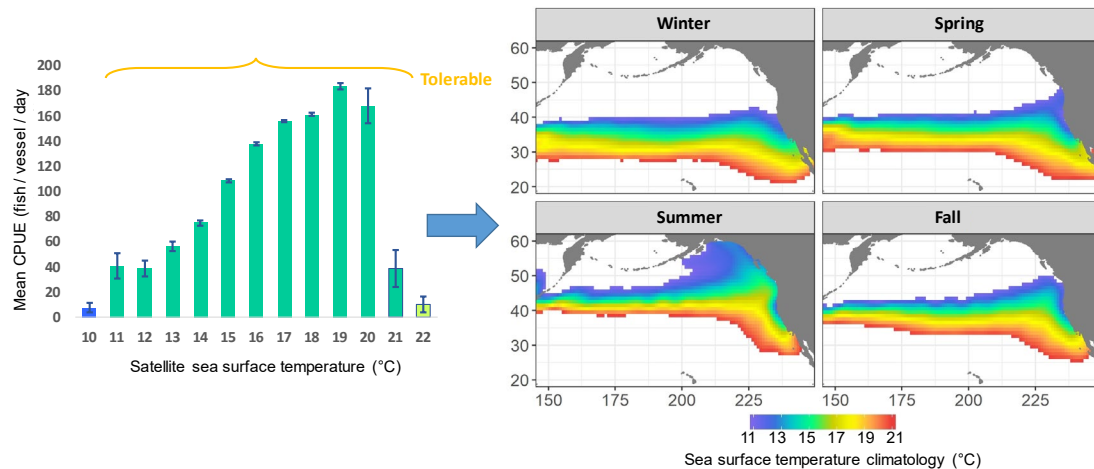 Tolerable
200
180
160
140
120
100
80
60
40
20
0
Mean CPUE (fish / vessel / day)
10 11 12 13 14 15 16 17 18 19 20 21 22
Satellite sea surface temperature (°C)
Winter
Spring
60
50
40
30
20
Summer
Fall
60
50
40
30
20
150 175 200 225
150 175 200 225
11 13 15 17 19 21
Sea surface temperature climatology (°C)